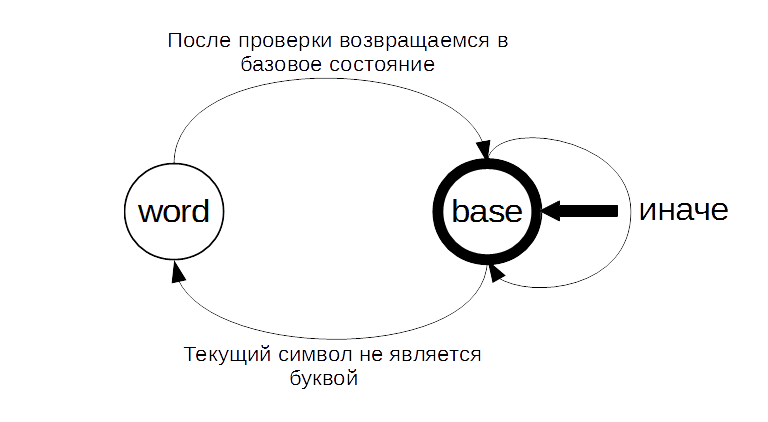 После проверки возвращаемся в
базовое состояние
word
base
иначе
Текущий символ не является
буквой